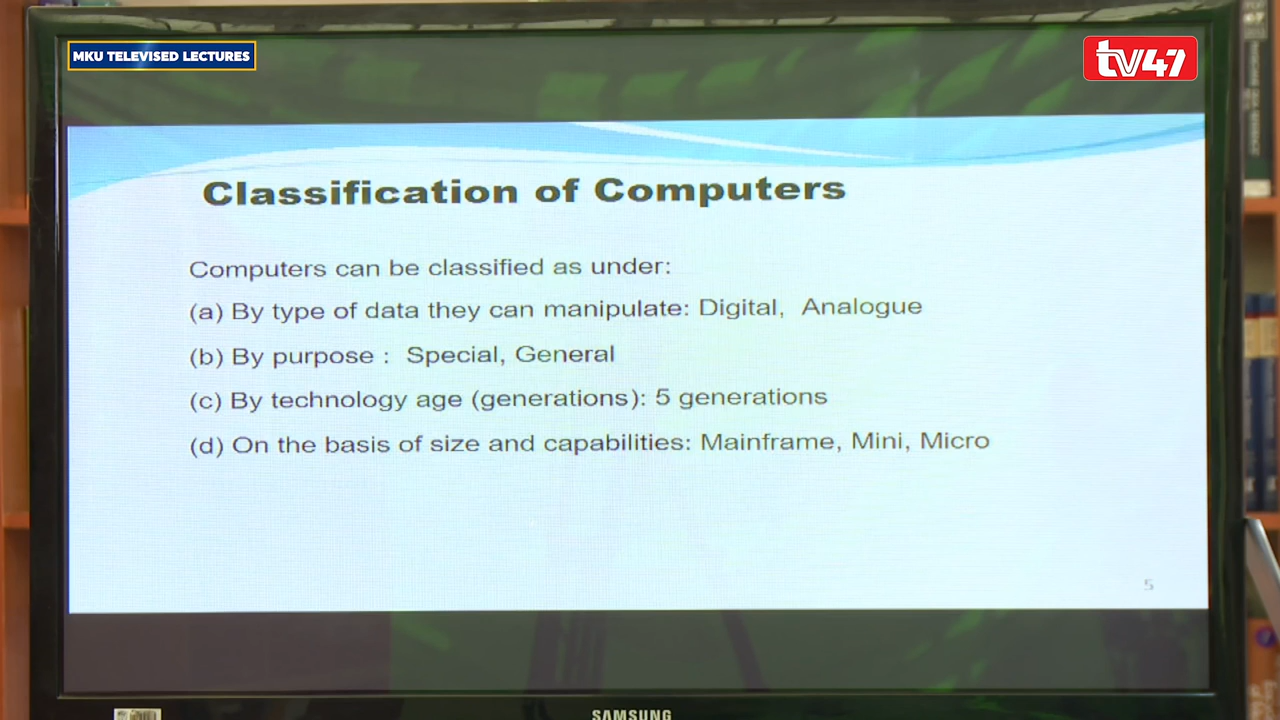 MKU TELEVISED LECTURES
tv47
Classification of Computers
Computers can be classified as under:
(a) By type of data they can manipulate: Digital, Analogue
(b) By purpose : Special, General
(c) By technology age (generations): 5 generations
(d) On the basis of size and capabilities: Mainframe, Mini, Micro
5
SAMSUNG